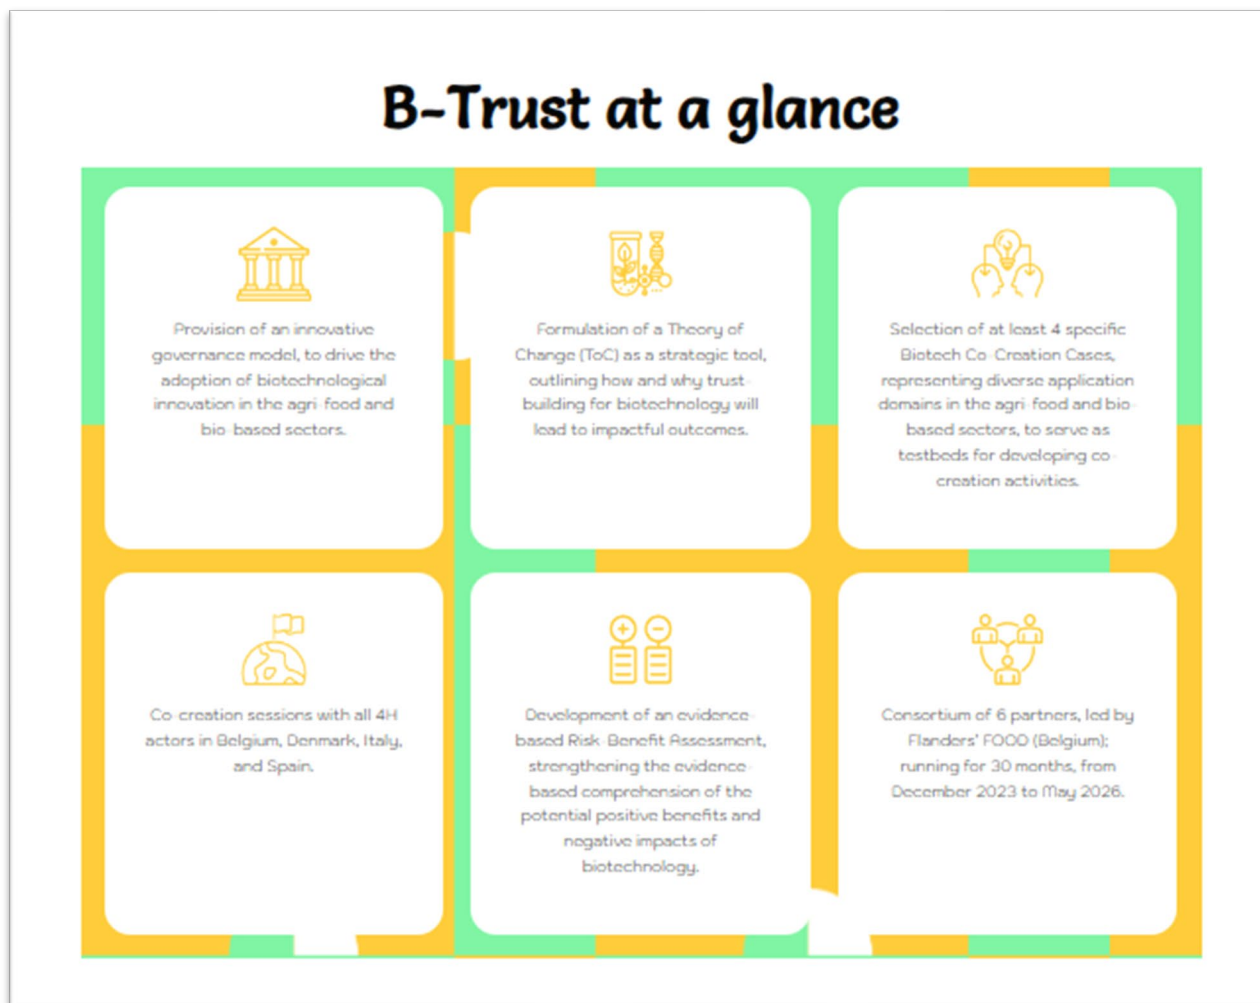 B-Trust at a glance
Provision of an innovative
governance model, to drive the
adoption of biotechnological
innovation in the agri-food and
bio-based sectors.
Formulation of a Theory of
Change (ToC) as a strategic tool,
outlining how and why trust-
building for biotechnology will
lead to impactful outcomes.
Selection of at least 4 specific
Biotech Co-Creation Cases,
representing diverse application
domains in the agri-food and bio-
based sectors, to serve as
testbeds for developing co-
creation activities.
Co-creation sessions with all 4H
actors in Belgium, Denmark, Italy,
and Spain.
Development of an evidence-
based Risk-Benefit Assessment,
strengthening the evidence-
based comprehension of the
potential positive benefits and
negative impacts of
biotechnology.
Consortium of 6 partners, led by
Flanders' FOOD (Belgium);
running for 30 months, from
December 2023 to May 2026.